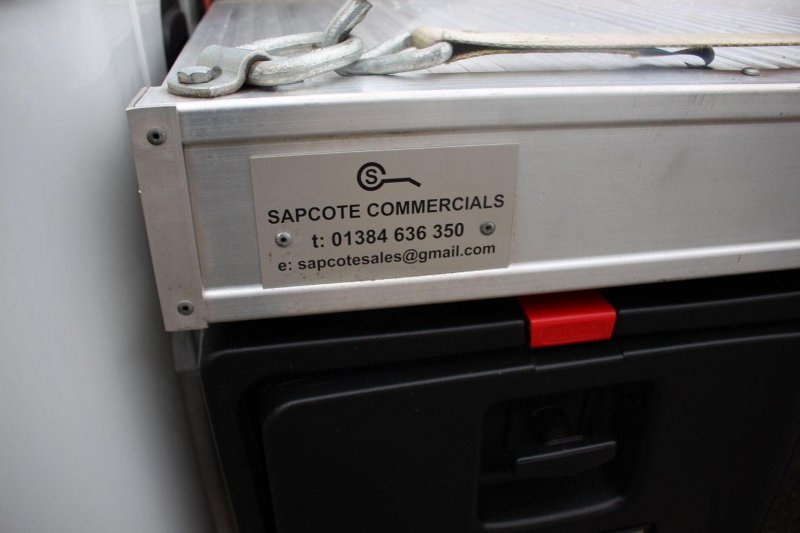 S
SAPCOTE COMMERCIALS
t: 01384 636 350
e: sapcotesales@gmail.com